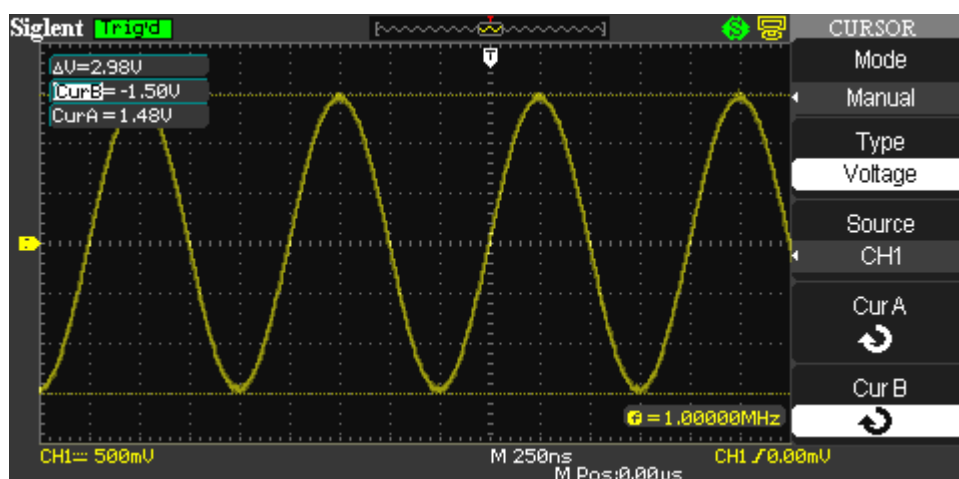 Siglent Trig'd CURSOR
T
Mode
ΔV=2.98V
CurB= -1.50V
Manual
CurA=1.48V
Type
Voltage
Source
CH1
Cur A
Cur B
=1.00000MHz
CH1 500mV M 250ns CH1 0.00mV
M Pos:0.00us